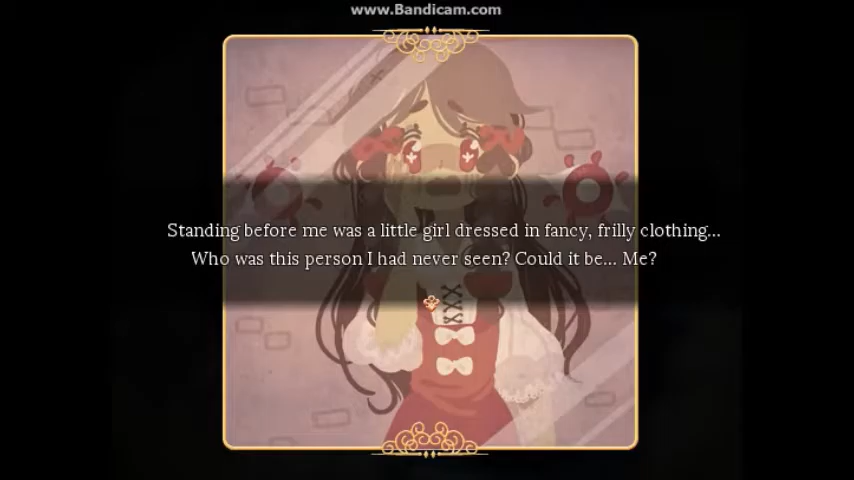 www.Bandicam.com
Standing before me was a little girl dressed in fancy, frilly clothing...
Who was this person I had never seen? Could it be... Me?